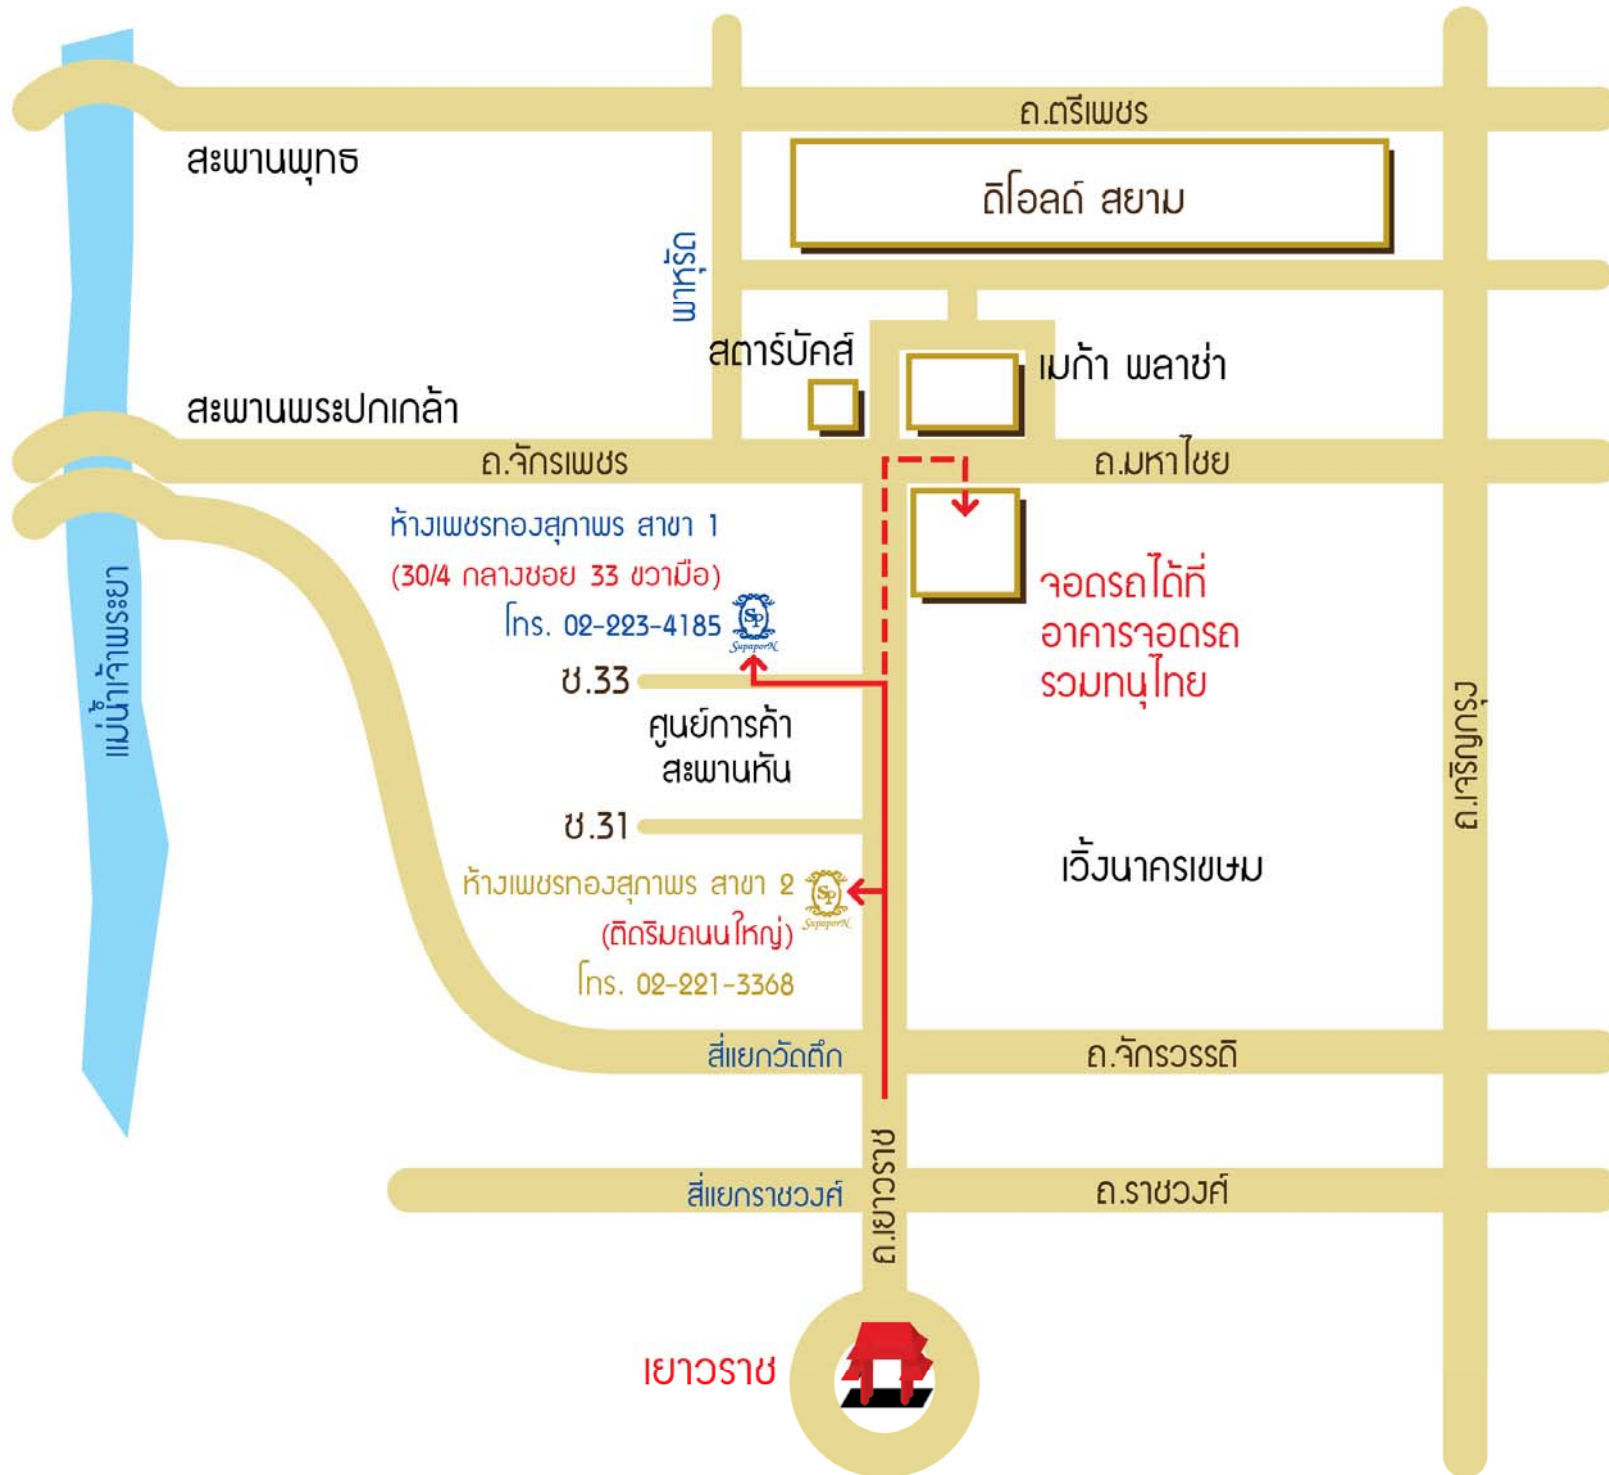 ถ.ตรีเพชร
สะพานพุทธ
ดิโอลด์ สยาม
พาหุรัด
สตาร์บัคส์
เมก้า พลาซ่า
สะพานพระปกเกล้า
ถ.จักรเพชร
ถ.มหาไชย
ห้างเพชรทองสุภาพร สาขา 1
(30/4 กลางซอย 33 ขวามือ)
โทร. 02-223-4185
SP
SupaporN
จอดรถได้ที่
อาคารจอดรถ
รวมทนุไทย
แม่น้ำเจ้าพระยา
ซ.33
ศูนย์การค้า
สะพานหัน
ถ.เจริญกรุง
ซ.31
เวิ้งนาครเขษม
ห้างเพชรทองสุภาพร สาขา 2
(ติดริมถนนใหญ่)
โทร. 02-221-3368
SP
SupaporN
สี่แยกวัดตึก
ถ.จักรวรรดิ
ถ.เยาวราช
สี่แยกราชวงศ์
ถ.ราชวงศ์
เยาวราช